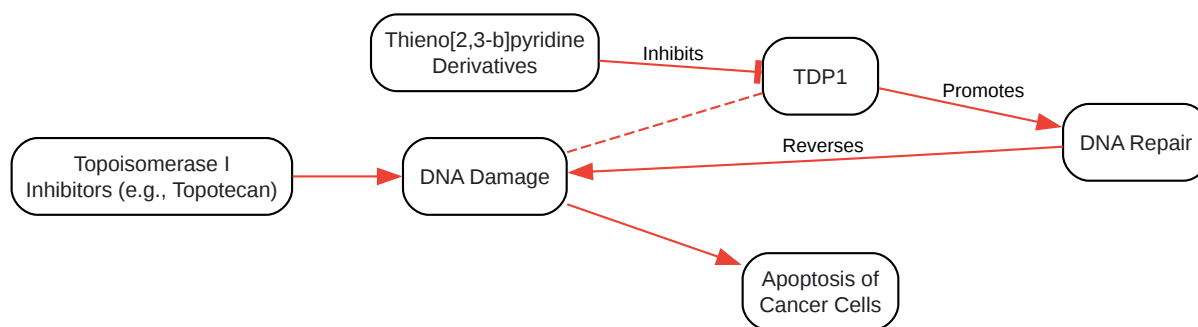 Thieno[2,3-b]pyridine
Derivatives
Inhibits
TDP1
Promotes
DNA Repair
Reverses
Topoisomerase I
Inhibitors (e.g., Topotecan)
DNA Damage
Apoptosis of
Cancer Cells